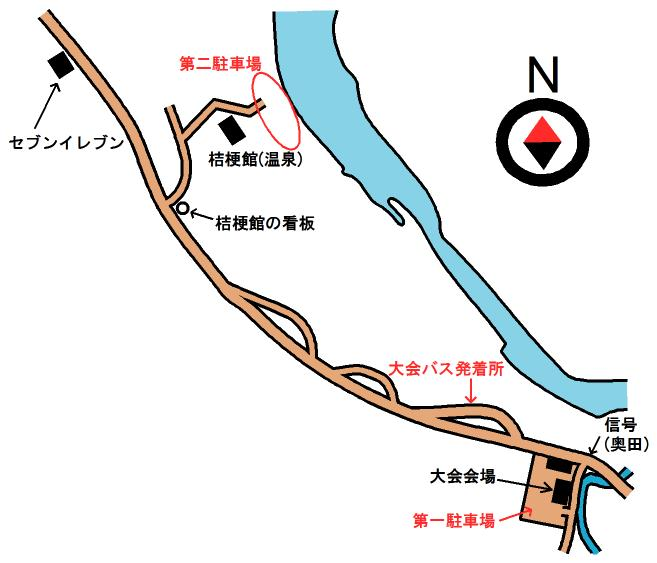 N
第二駐車場
セブンイレブン
桔梗館(温泉)
桔梗館の看板
大会バス発着所
信号
(奥田)
大会会場
第一駐車場